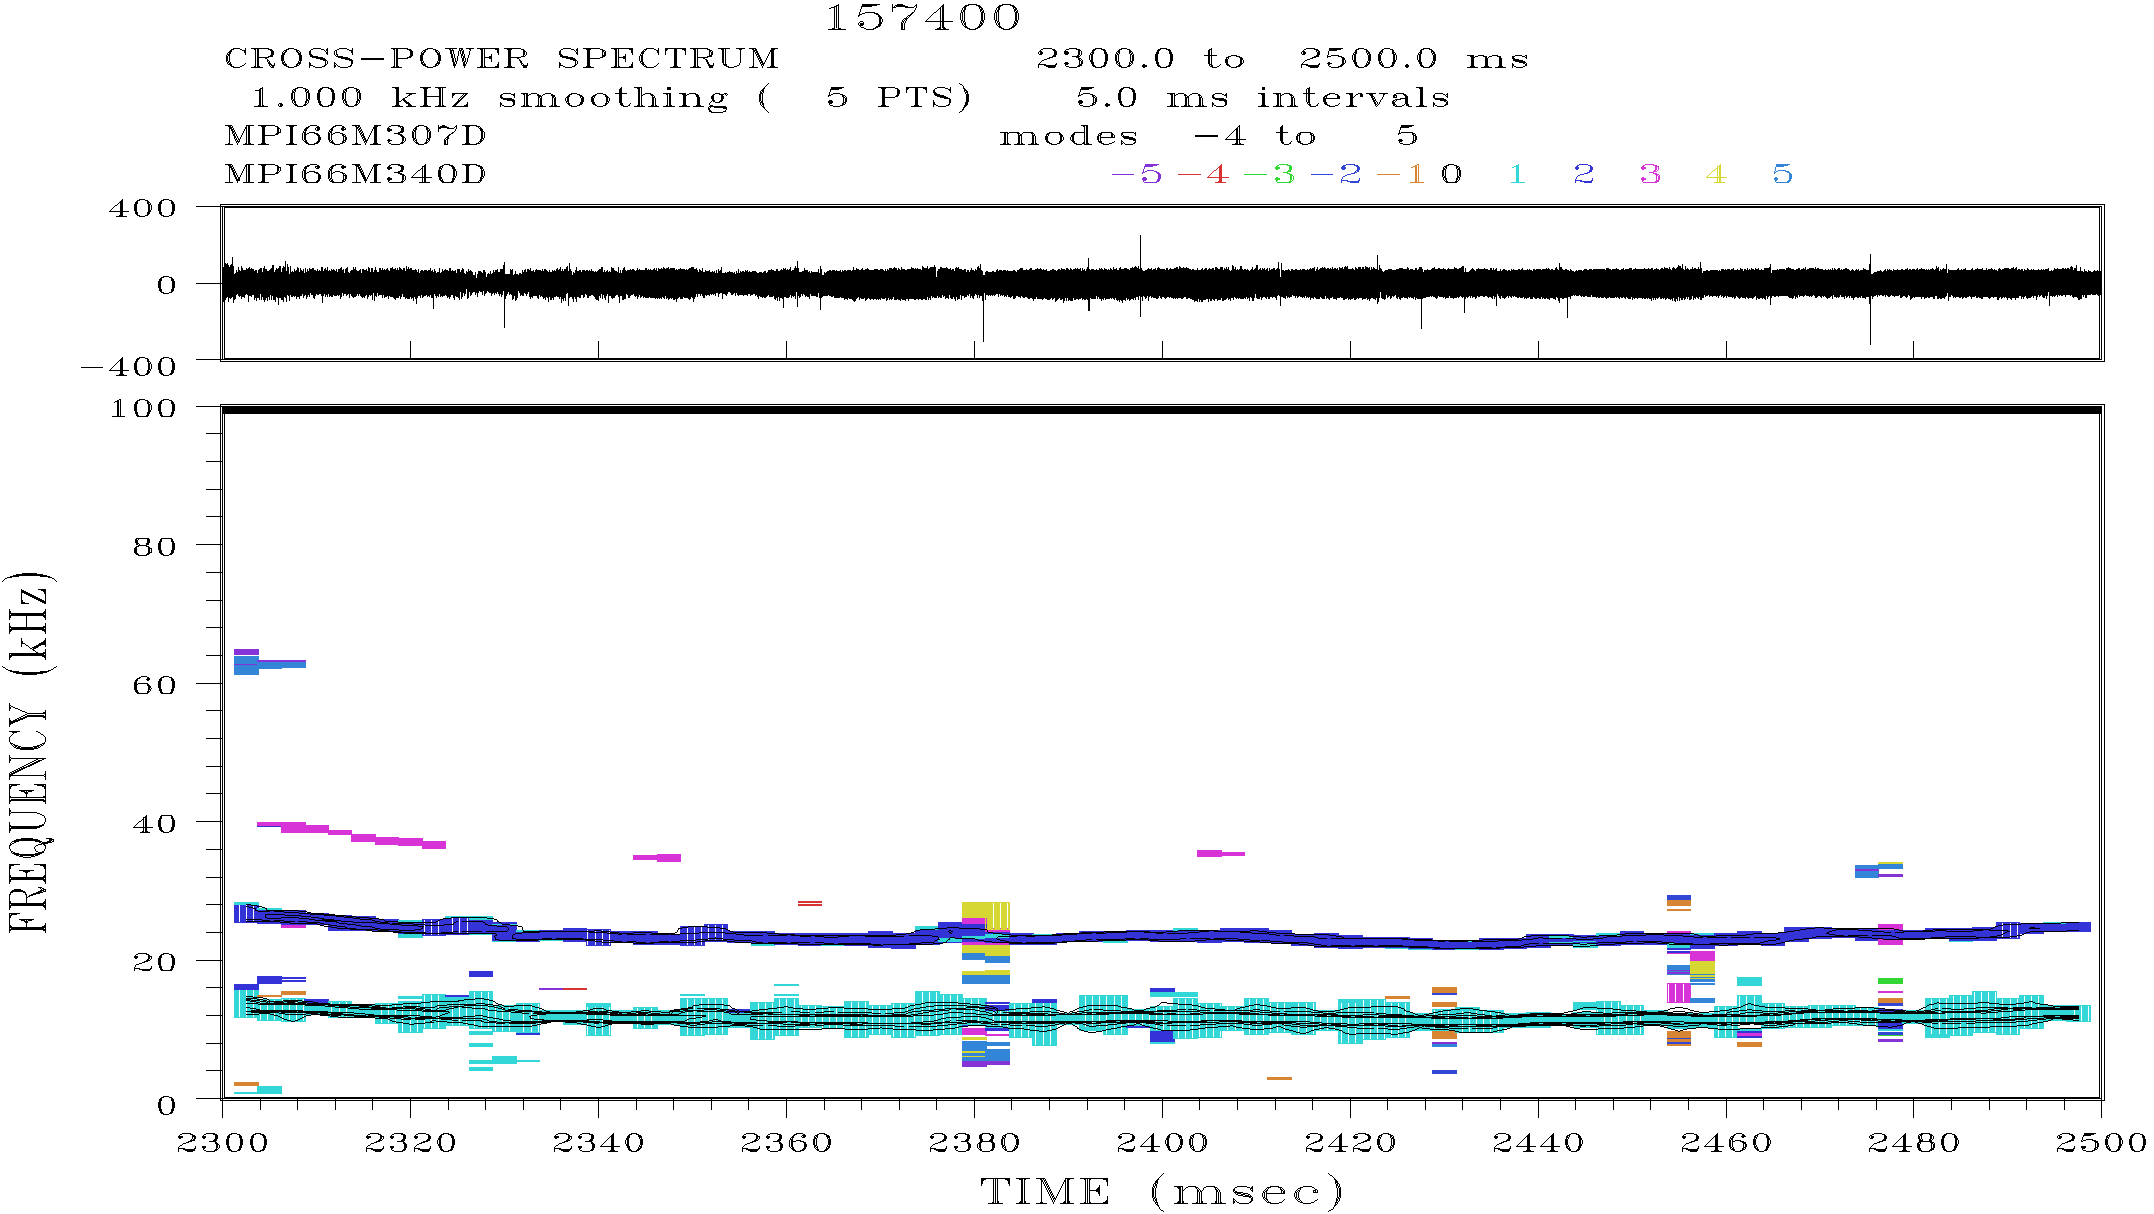 157400
CROSS-POWER SPECTRUM 2300.0 to 2500.0 ms
1.000 kHz smoothing ( 5 PTS) 5.0 ms intervals
MPI66M307D modes -4 to 5
MPI66M340D -5 -4 -3 -2 -1 0 1 2 3 4 5
400
0
-400
100
80
60
40
20
0
FREQUENCY (kHz)
2300 2320 2340 2360 2380 2400 2420 2440 2460 2480 2500
TIME (msec)